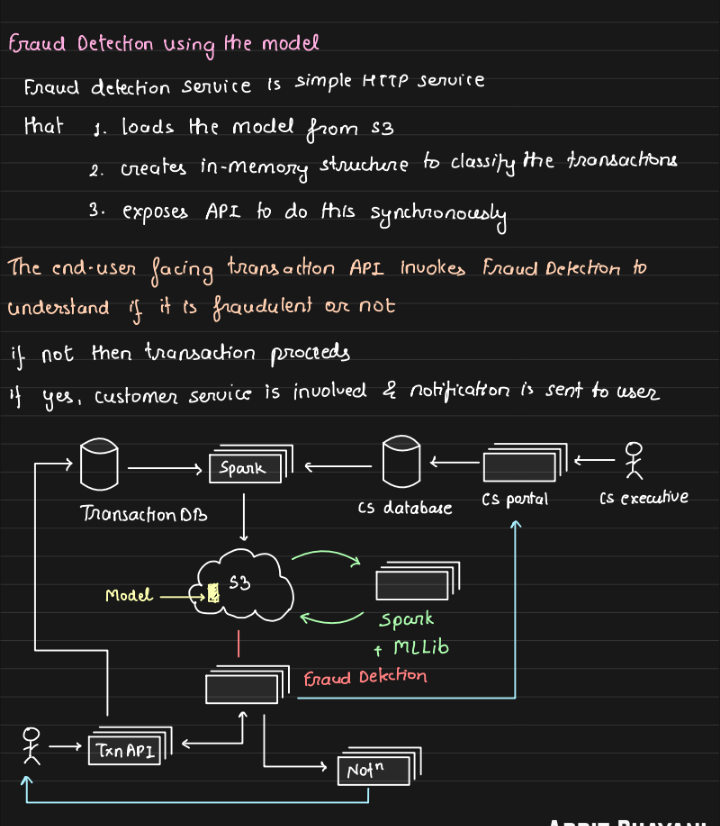 Fraud Detection using the model
Fraud detection service is simple HTTP service
that 1. loads the model from S3
2. creates in-memory structure to classify the transactions
3. exposes API to do this synchronously
The end-user facing transaction API invokes Fraud Detection to
understand if it is fraudulent or not
if not then transaction proceeds
if yes, customer service is involved & notification is sent to user
Spark
Transaction DB
CS database
CS portal
CS executive
S3
Model
Spark
+ MLLib
Fraud Detection
Txn API
Notⁿ